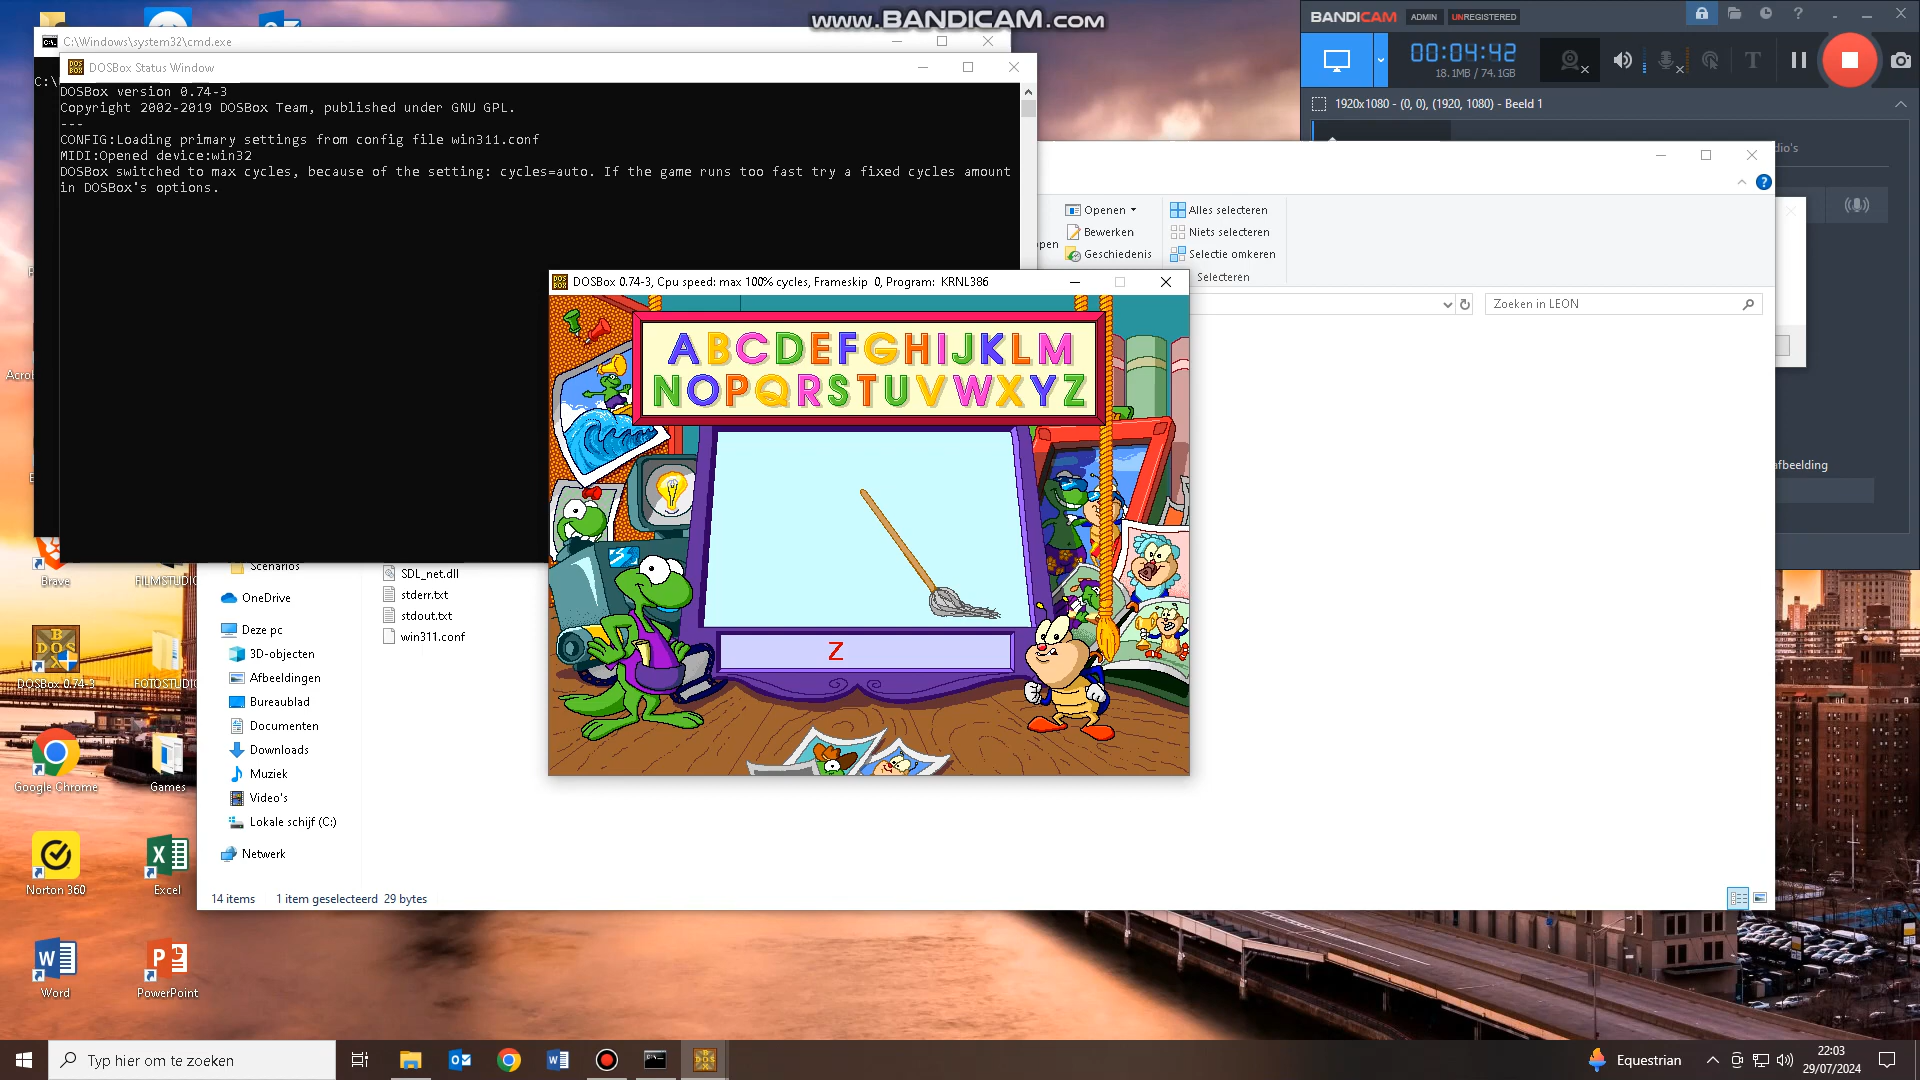 www.BANDICAM.com
C:\Windows\system32\cmd.exe
C:\
DOSBox Status Window
DOSBox version 0.74-3
Copyright 2002-2019 DOSBox Team, published under GNU GPL.
---
CONFIG:Loading primary settings from config file win311.conf
MIDI:Opened device:win32
DOSBox switched to max cycles, because of the setting: cycles=auto. If the game runs too fast try a fixed cycles amount
in DOSBox's options.
BANDICAM ADMIN UNREGISTERED
00:04:42
18.1MB / 74.1GB
1920x1080 - (0, 0), (1920, 1080) - Beeld 1
Openen
Bewerken
Geschiedenis
Alles selecteren
Niets selecteren
Selectie omkeren
Selecteren
Zoeken in LEON
DOSBox 0.74-3, Cpu speed: max 100% cycles, Frameskip 0, Program: KRNL386
ABCDEFGHIJKLM
NOPQRSTUVWXYZ
Z
Scenarios
OneDrive
Deze pc
3D-objecten
Afbeeldingen
Bureaublad
Documenten
Downloads
Muziek
Video's
Lokale schijf (C:)
Netwerk
SDL_net.dll
stderr.txt
stdout.txt
win311.conf
14 items
1 item geselecteerd 29 bytes
Brave
FILMSTUDIO
DOSBox 0.74-3
FOTOSTUDIO
Google Chrome
Games
Norton 360
Excel
Word
PowerPoint
Typ hier om te zoeken
Equestrian
22:03
29/07/2024